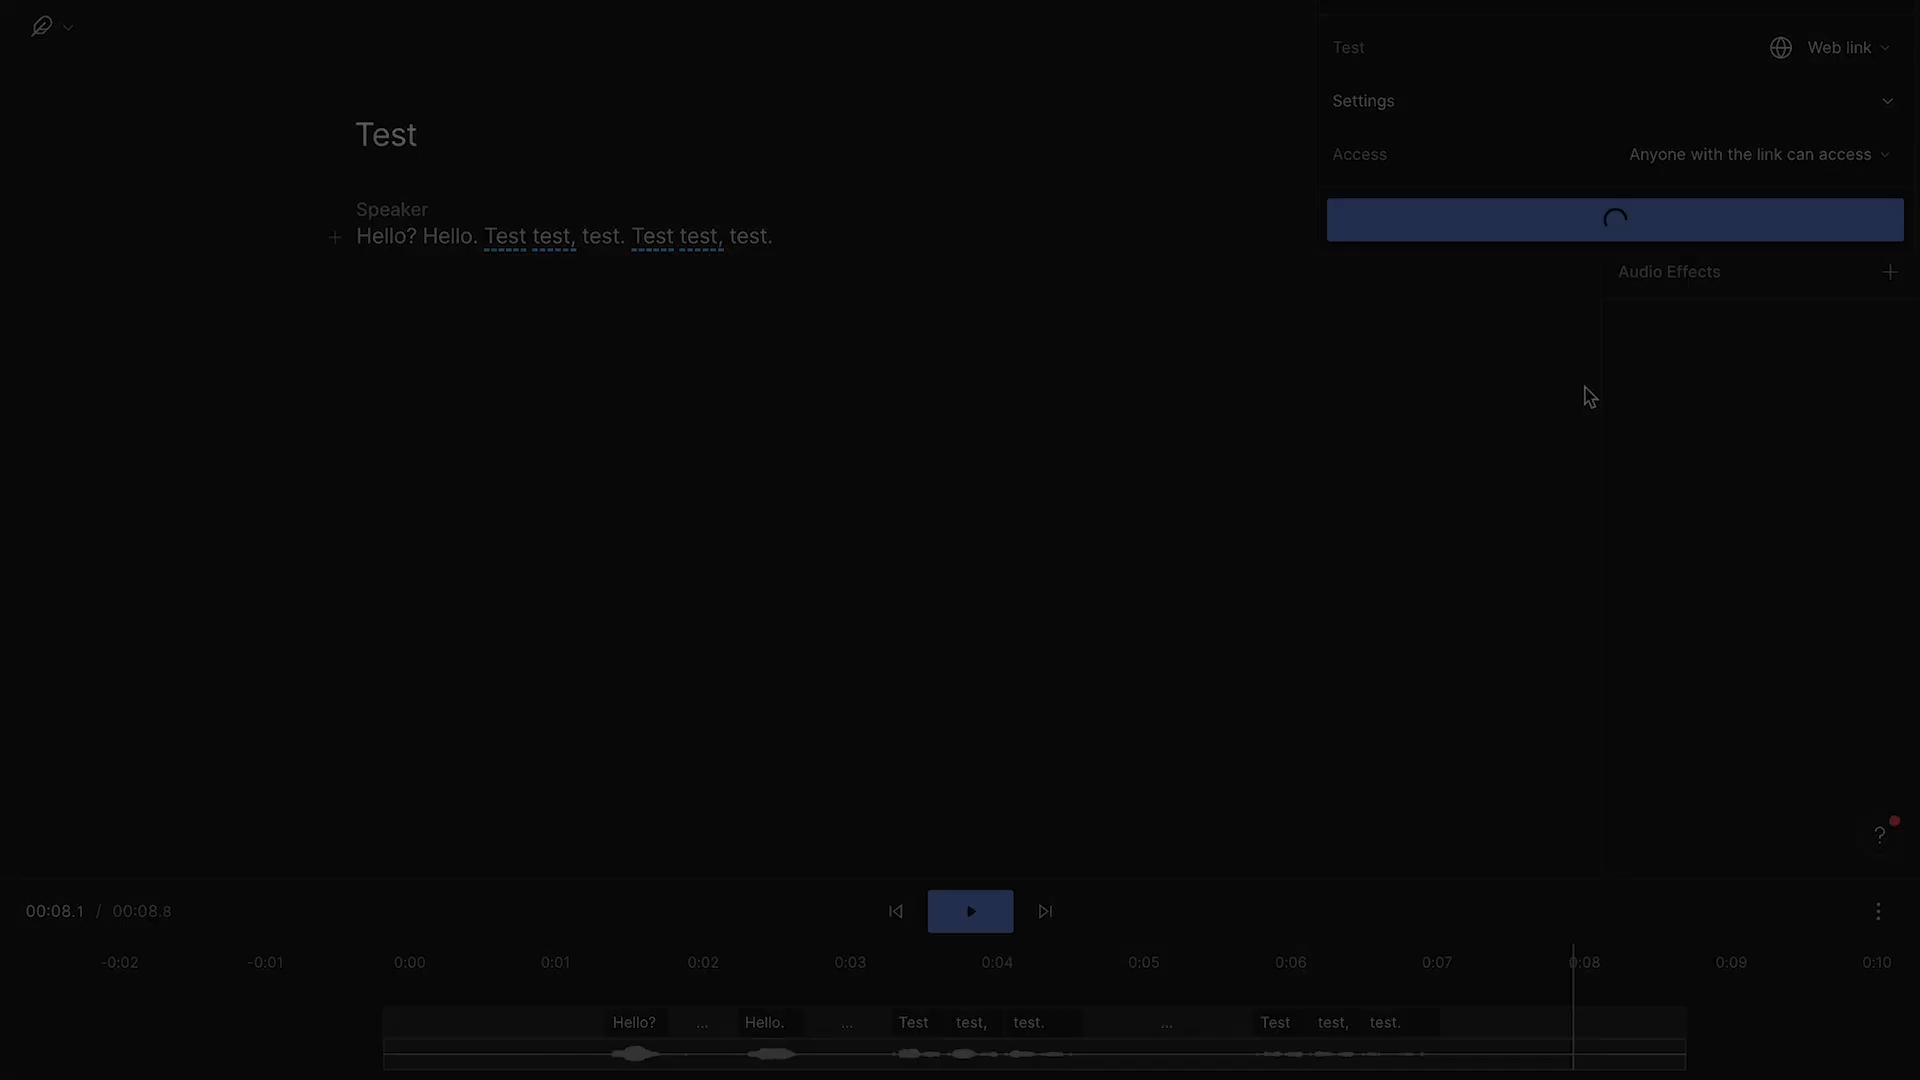 Test
Web link
Settings
Access
Anyone with the link can access
Test
Speaker
Hello? Hello. Test test, test. Test test, test.
Audio Effects
?
00:08.1 / 00:08.8
-0:02 -0:01 0:00 0:01 0:02 0:03 0:04 0:05 0:06 0:07 0:08 0:09 0:10
Hello? ... Hello. ... Test test, test. ... Test test, test.